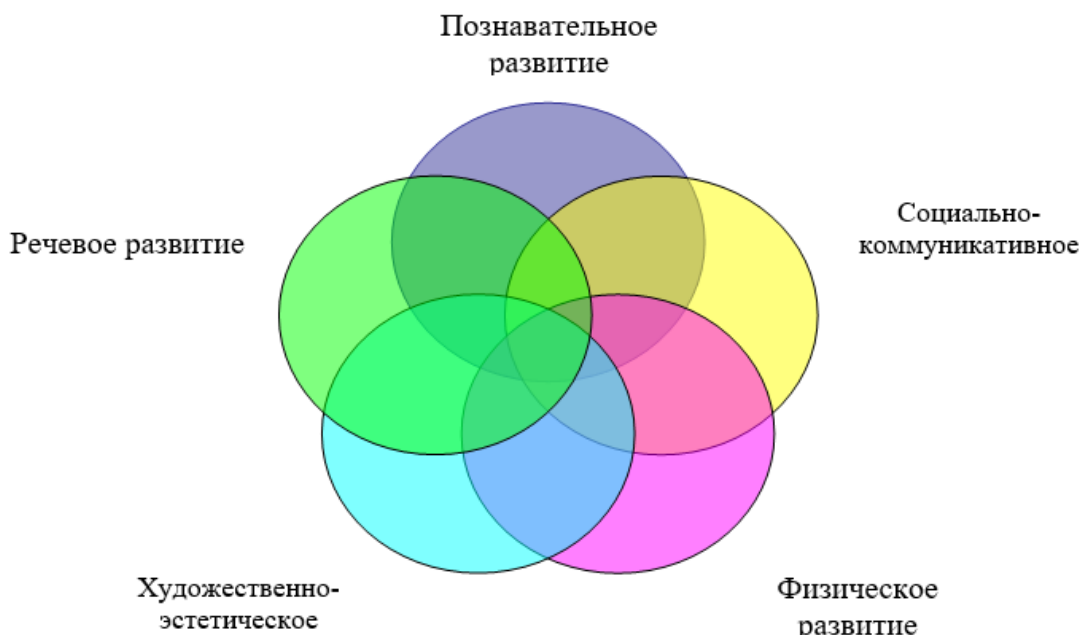 Познавательное
развитие
Социально-
коммуникативное
Речевое развитие
Художественно-
эстетическое
Физическое
развитие